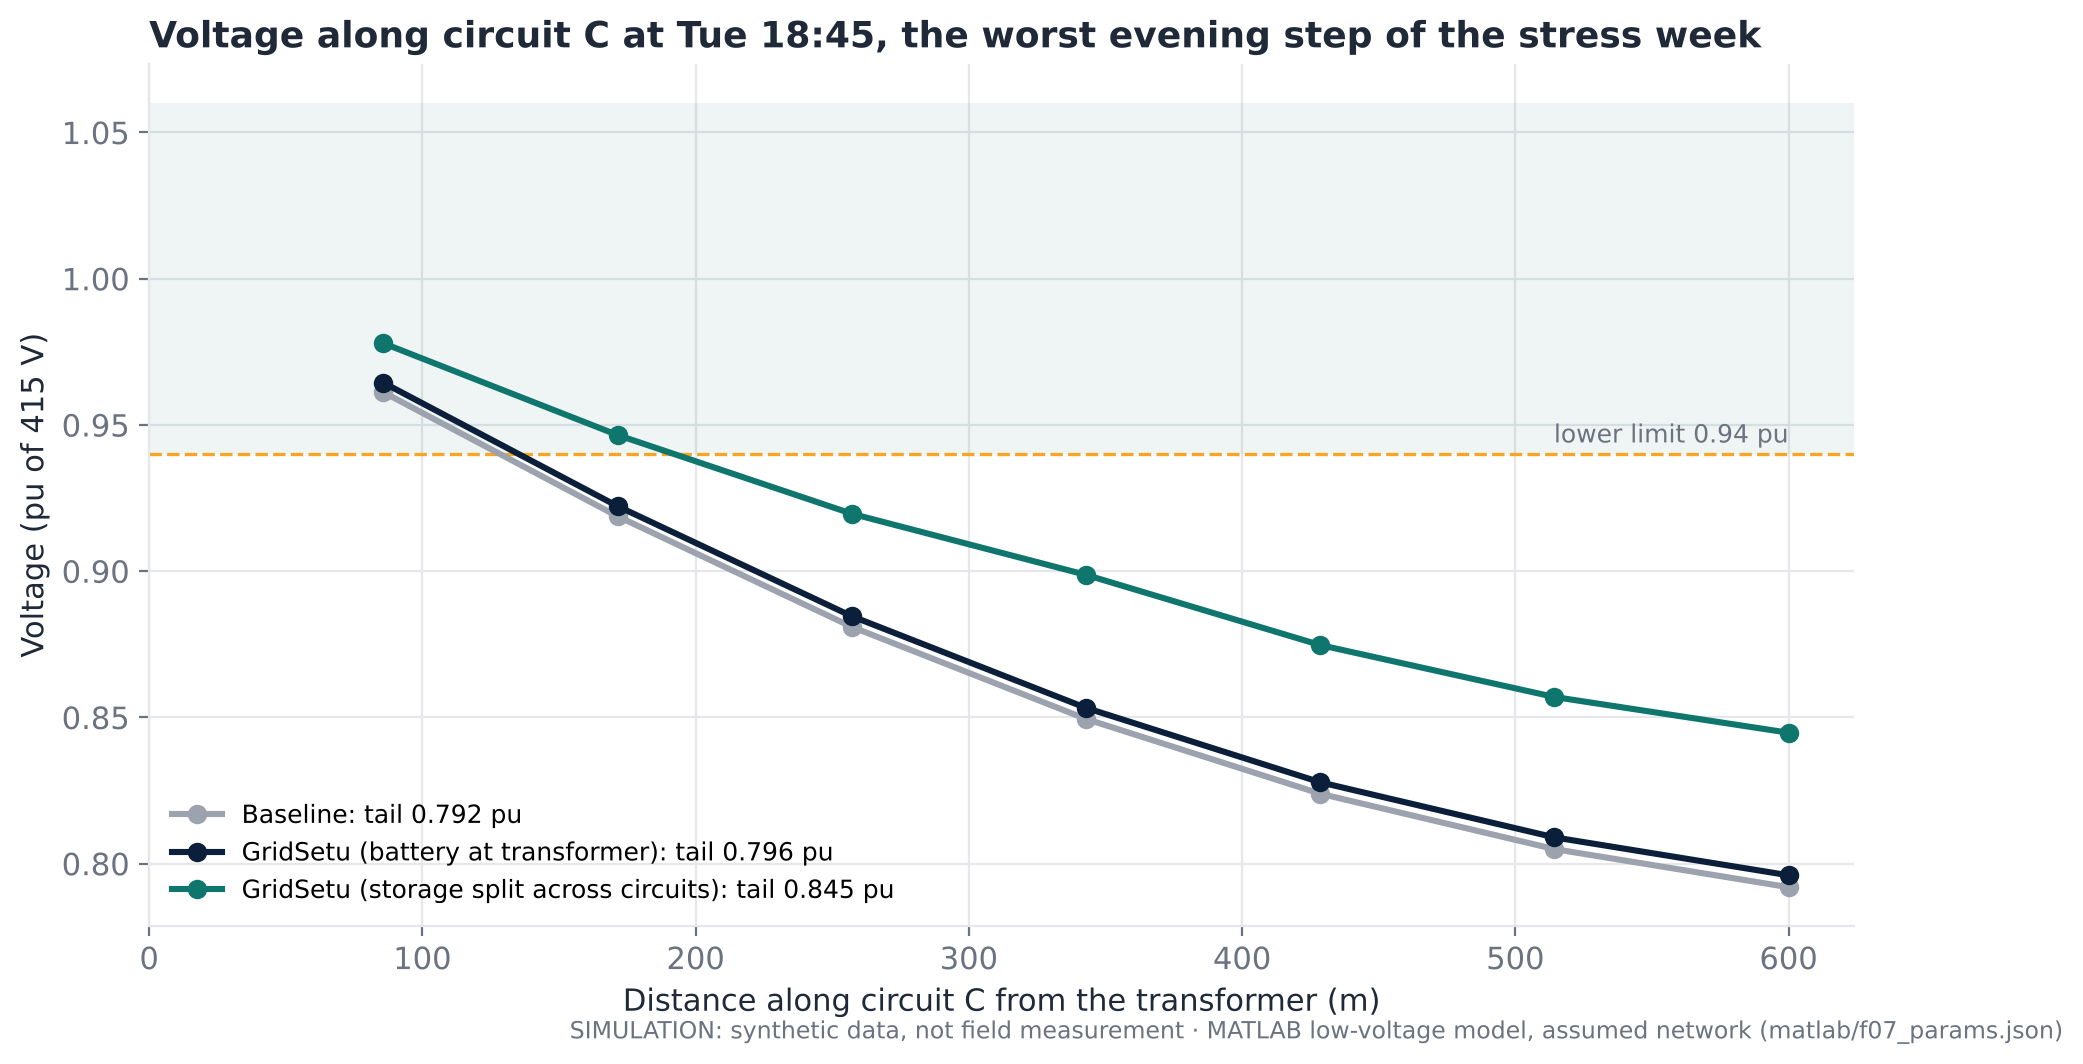 Voltage along circuit C at Tue 18:45, the worst evening step of the stress week
Voltage (pu of 415 V)
1.05
1.00
0.95
0.90
0.85
0.80
lower limit 0.94 pu
Baseline: tail 0.792 pu
GridSetu (battery at transformer): tail 0.796 pu
GridSetu (storage split across circuits): tail 0.845 pu
0 100 200 300 400 500 600
Distance along circuit C from the transformer (m)
SIMULATION: synthetic data, not field measurement · MATLAB low-voltage model, assumed network (matlab/f07_params.json)